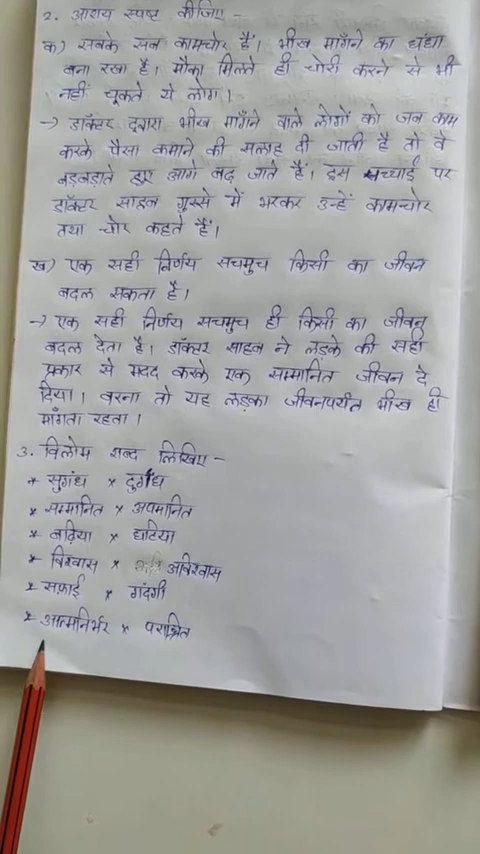 2. आशय स्पष्ट कीजिए -
क) सबके सब कामचोर हैं। भीख माँगने का धंधा
बना रखा है। मौका मिलते ही चोरी करने से भी
नहीं चूकते ये लोग।
→ डॉक्टर द्वारा भीख माँगने वाले लोगों को जब काम
करके पैसा कमाने की सलाह दी जाती है तो वे
बड़बड़ाते हुए आगे बढ़ जाते हैं। इस सच्चाई पर
डॉक्टर साहब गुस्से में भरकर उन्हें कामचोर
तथा चोर कहते हैं।
ख) एक सही निर्णय सचमुच किसी का जीवन
बदल सकता है।
→ एक सही निर्णय सचमुच ही किसी का जीवन
बदल देता है। डॉक्टर साहब ने लड़के की सही
प्रकार से मदद करके एक सम्मानित जीवन दे
दिया। वरना तो यह लड़का जीवनपर्यंत भीख ही
माँगता रहता।
3. विलोम शब्द लिखिए -
* सुगंध × दुर्गंध
* सम्मानित × अपमानित
* बढ़िया × घटिया
* विश्वास × अविश्वास
* सफ़ाई × गंदगी
* आत्मनिर्भर × पराश्रित